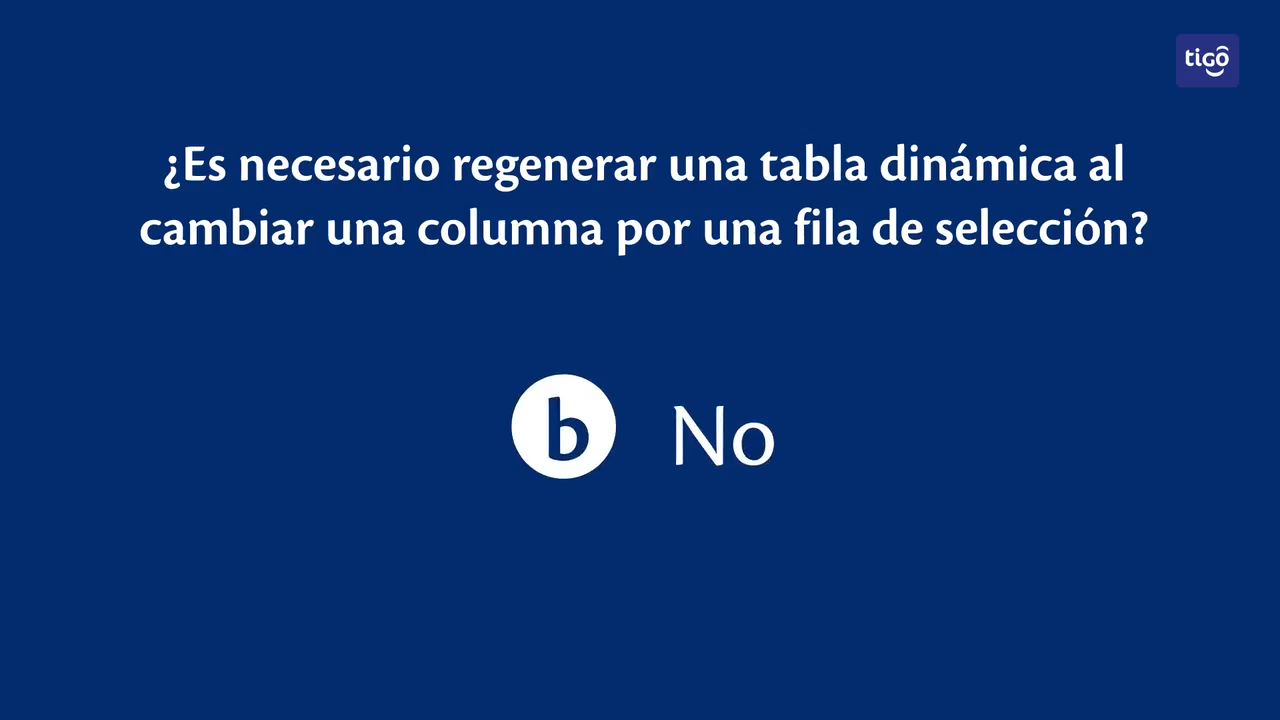 tigo
¿Es necesario regenerar una tabla dinámica al
cambiar una columna por una fila de selección?
b No